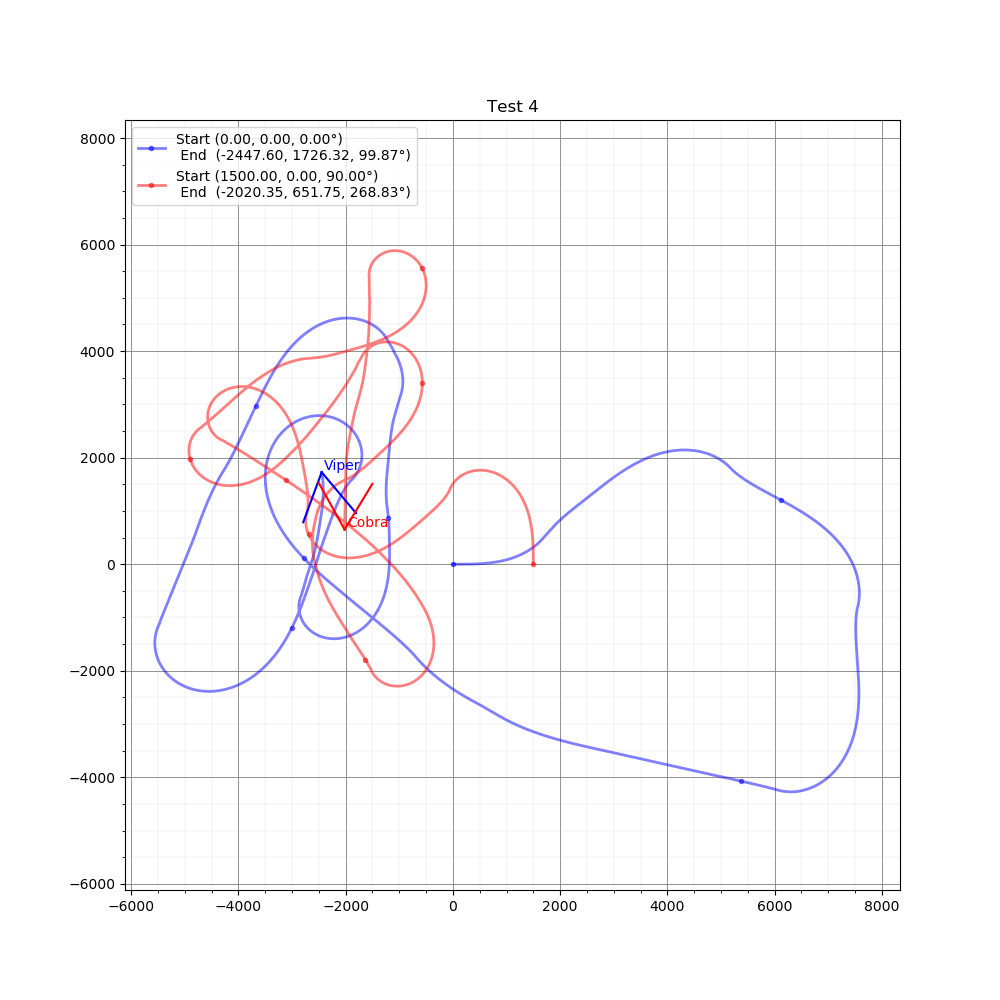 Test 4
Start (0.00, 0.00, 0.00°)
End (-2447.60, 1726.32, 99.87°)
Start (1500.00, 0.00, 90.00°)
End (-2020.35, 651.75, 268.83°)
8000
6000
4000
2000
0
−2000
−4000
−6000
Viper
Cobra
−6000 −4000 −2000 0 2000 4000 6000 8000